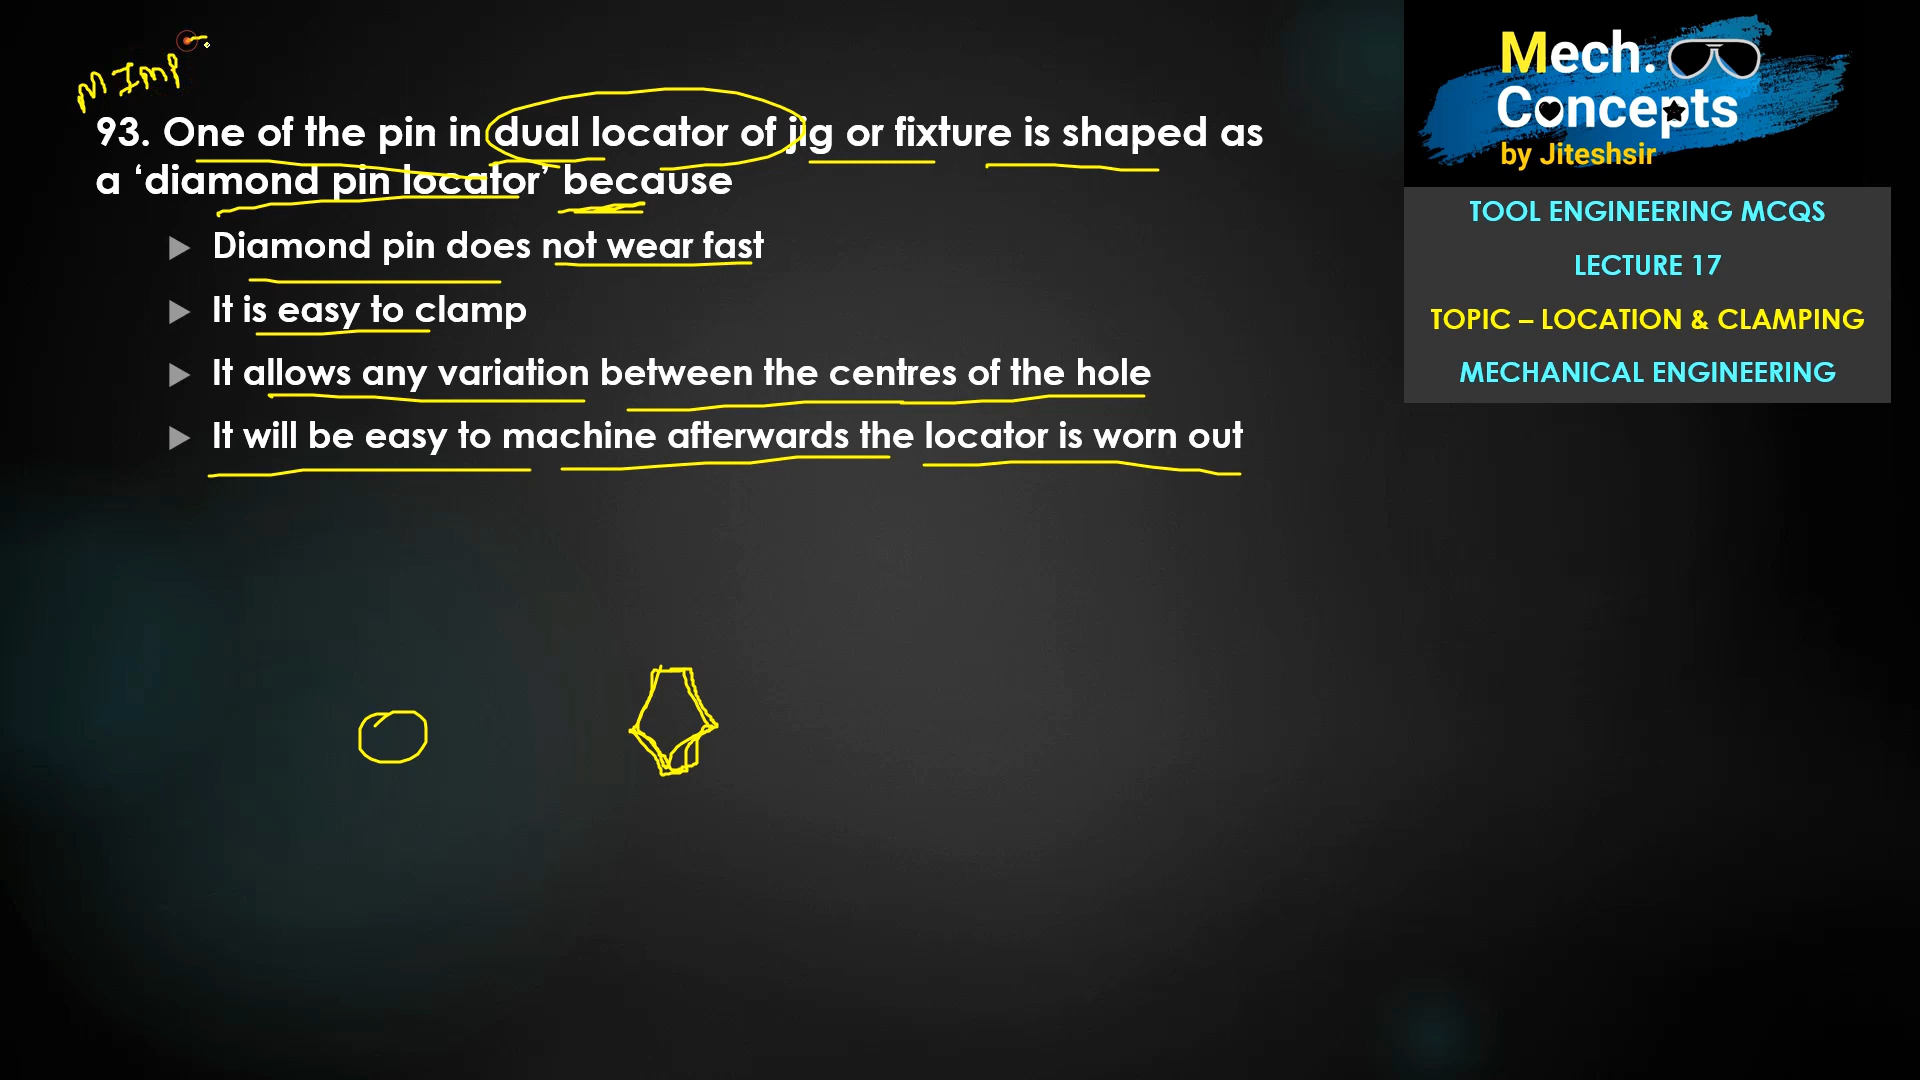 M Imp
93. One of the pin in dual locator of jig or fixture is shaped as
a ‘diamond pin locator’ because
Diamond pin does not wear fast
It is easy to clamp
It allows any variation between the centres of the hole
It will be easy to machine afterwards the locator is worn out
Mech.
Concepts
by Jiteshsir
TOOL ENGINEERING MCQS
LECTURE 17
TOPIC – LOCATION & CLAMPING
MECHANICAL ENGINEERING